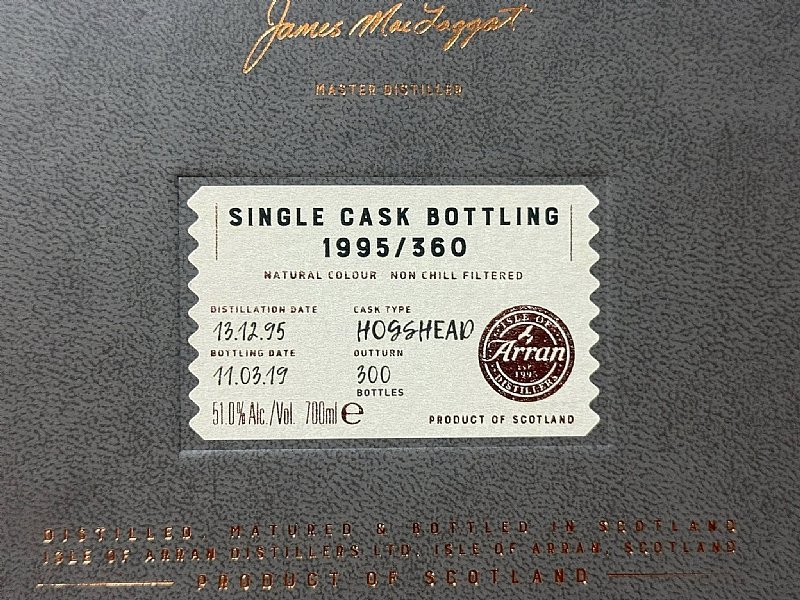 James MacTaggart
MASTER DISTILLER
SINGLE CASK BOTTLING
1995/360
NATURAL COLOUR NON CHILL FILTERED
DISTILLATION DATE
13.12.95
BOTTLING DATE
11.03.19
CASK TYPE
HOGSHEAD
OUTTURN
300
BOTTLES
51.0% Alc./Vol. 700ml e
ISLE OF
Arran
EST.
1995
DISTILLERS
PRODUCT OF SCOTLAND
DISTILLED, MATURED & BOTTLED IN SCOTLAND
ISLE OF ARRAN DISTILLERS LTD, ISLE OF ARRAN, SCOTLAND
PRODUCT OF SCOTLAND